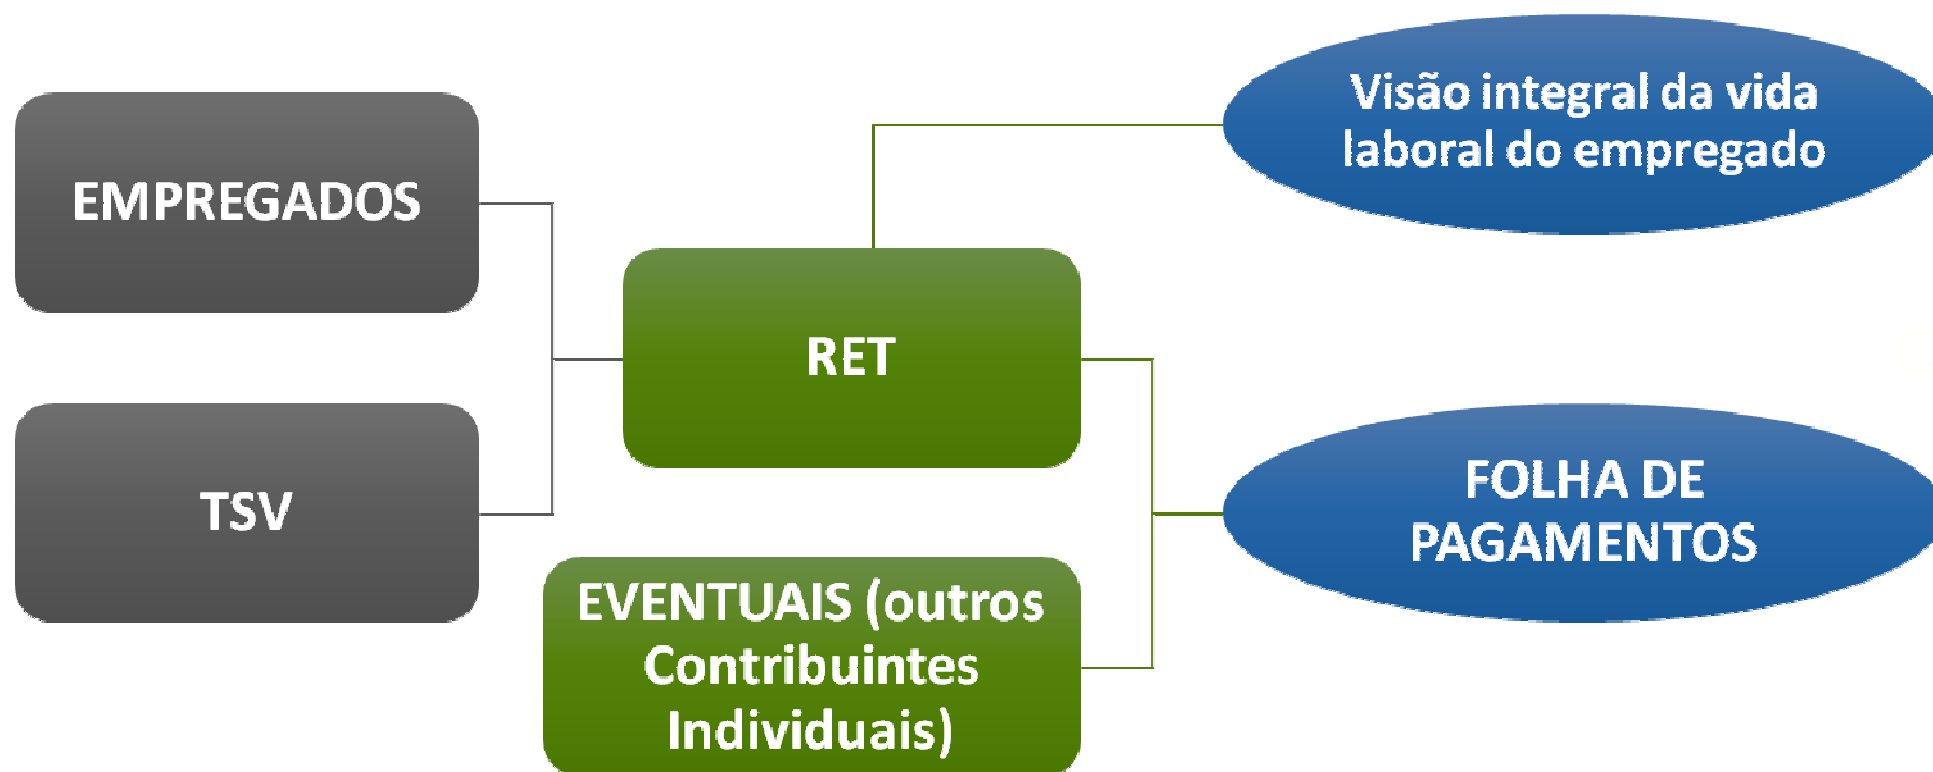 EMPREGADOS
TSV
RET
EVENTUAIS (outros
Contribuintes
Individuais)
Visão integral da vida
laboral do empregado
FOLHA DE
PAGAMENTOS